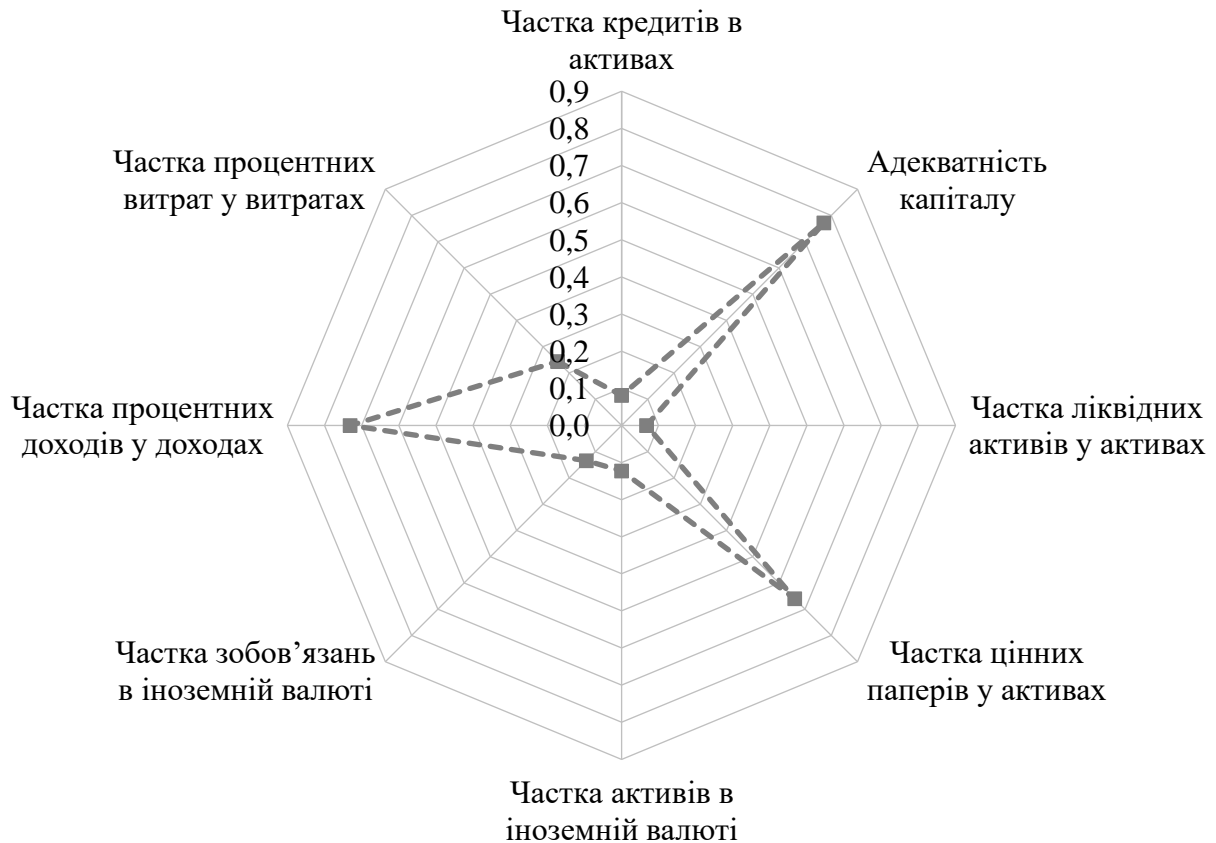 Частка кредитів в
активах
0,9
0,8
0,7
0,6
0,5
0,4
0,3
0,2
0,1
0,0
Адекватність
капіталу
Частка ліквідних
активів у активах
Частка цінних
паперів у активах
Частка активів в
іноземній валюті
Частка зобов’язань
в іноземній валюті
Частка процентних
доходів у доходах
Частка процентних
витрат у витратах